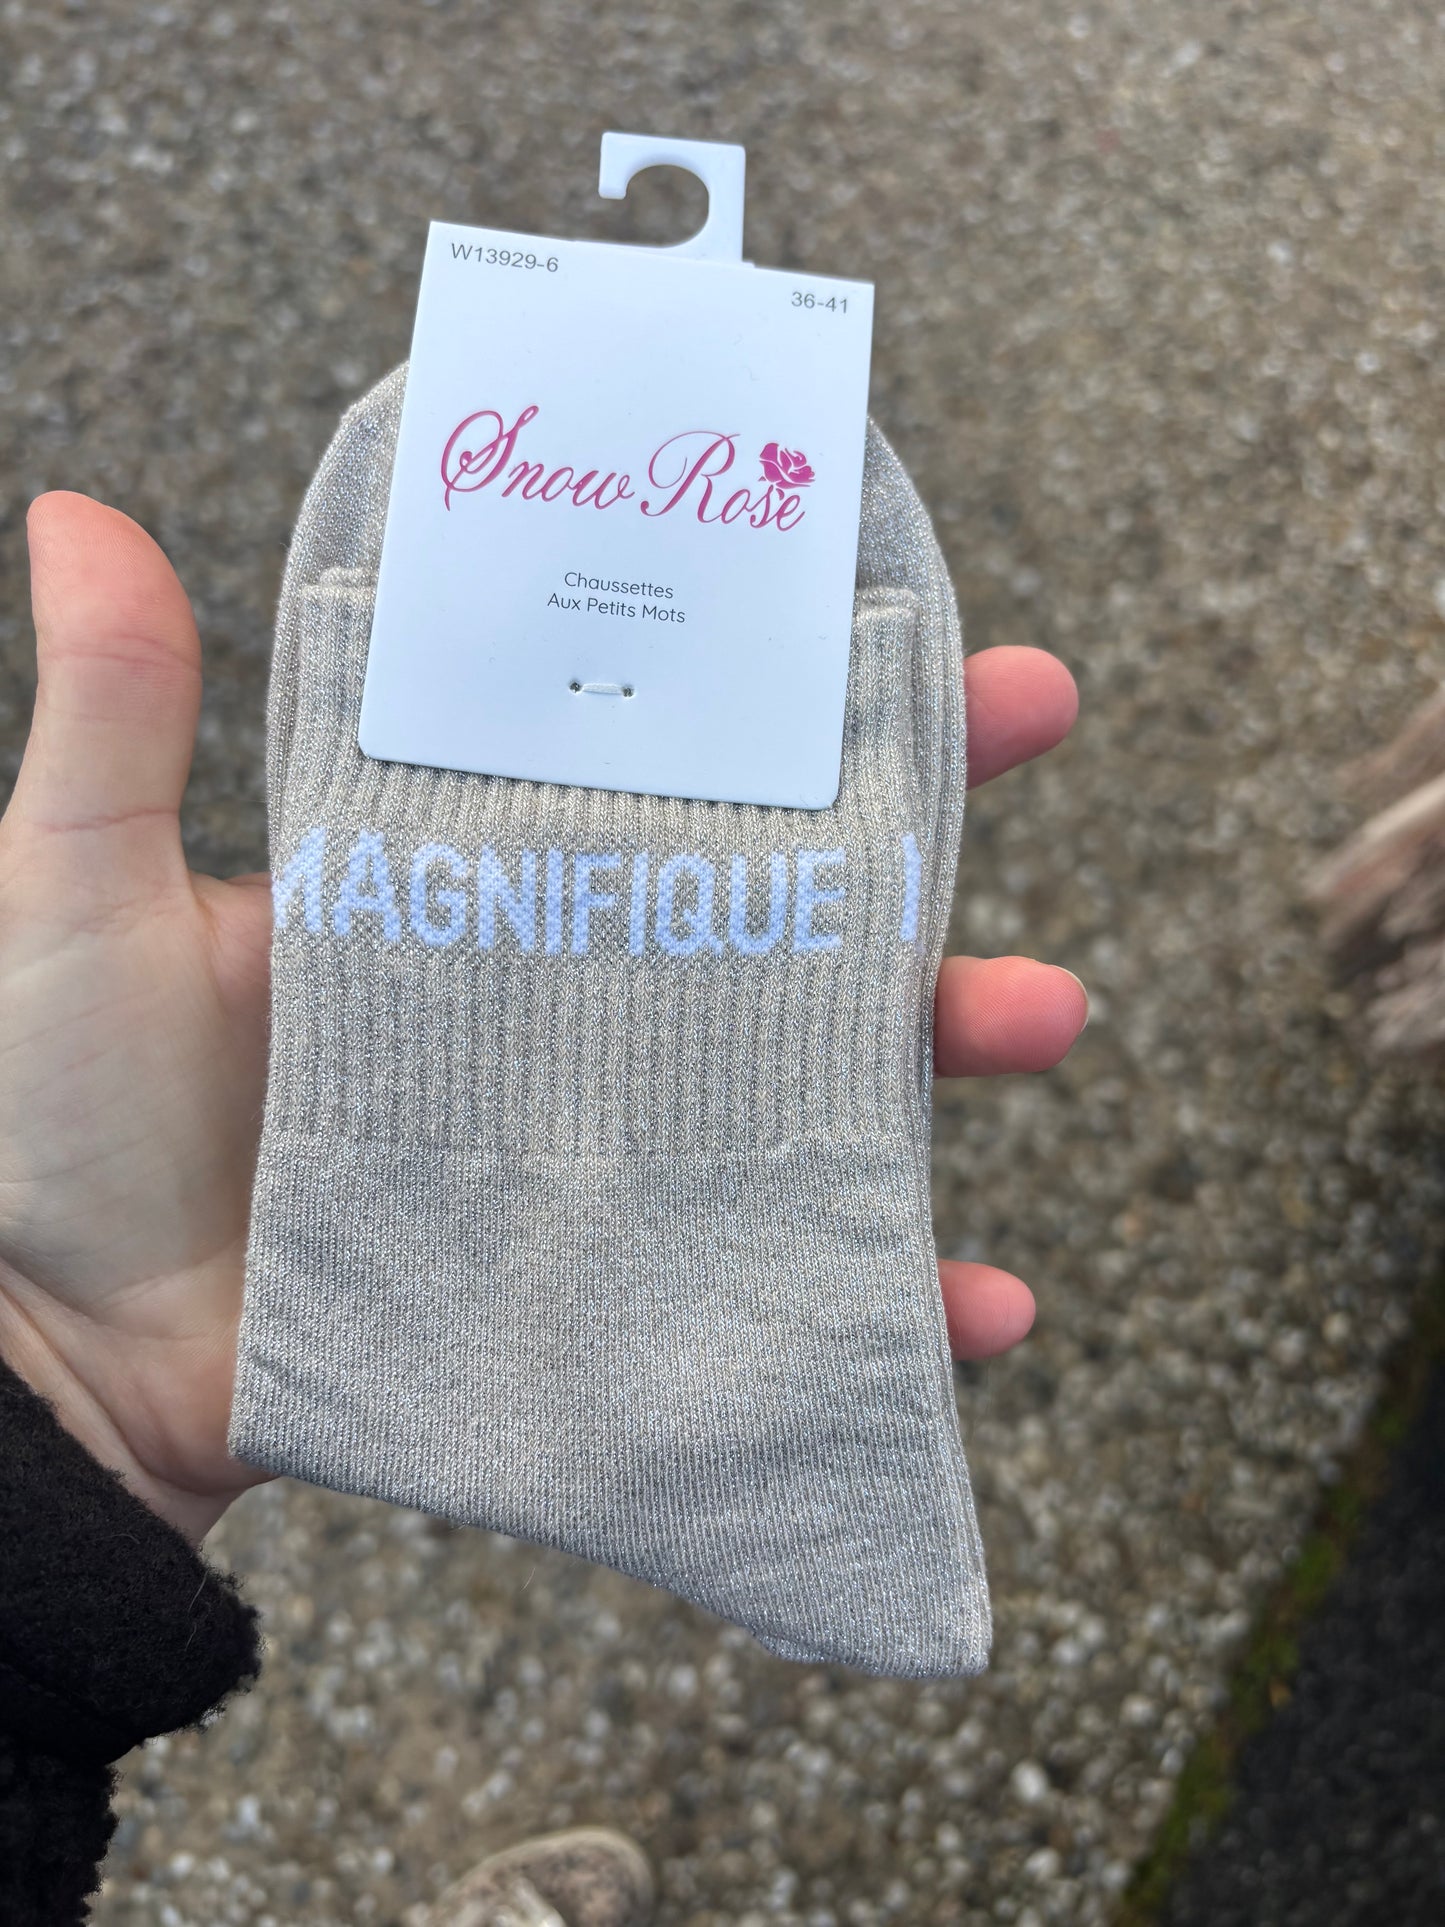 W13929-6
36-41
Snow Rose
Chaussettes
Aux Petits Mots
MAGNIFIQUE